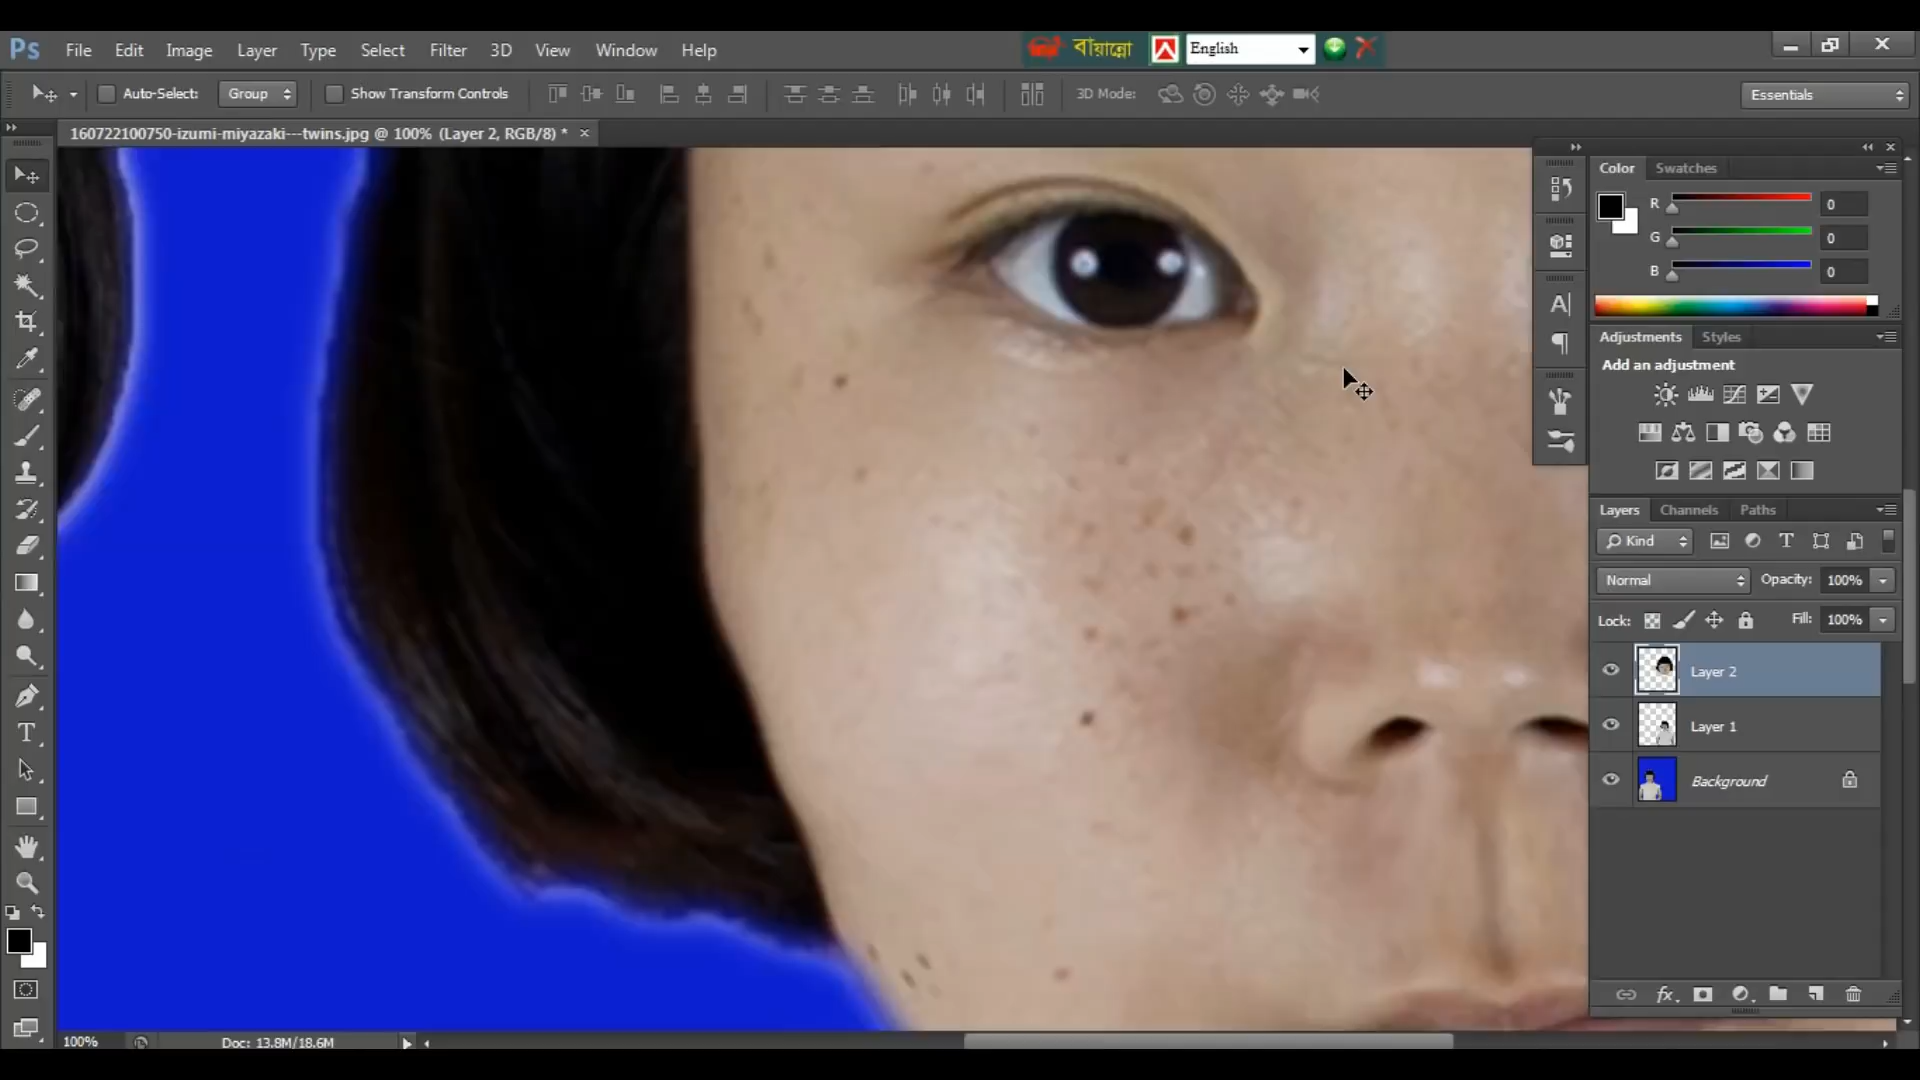 Ps File Edit Image Layer Type Select Filter 3D View Window Help বায়ান্নো English
Auto-Select: Group Show Transform Controls 3D Mode: Essentials
160722100750-izumi-miyazaki---twins.jpg @ 100% (Layer 2, RGB/8) *
Color Swatches
R 0
G 0
B 0
Adjustments Styles
Add an adjustment
Layers Channels Paths
Kind
Normal Opacity: 100%
Lock: Fill: 100%
Layer 2
Layer 1
Background
100% Doc: 13.8M/18.6M